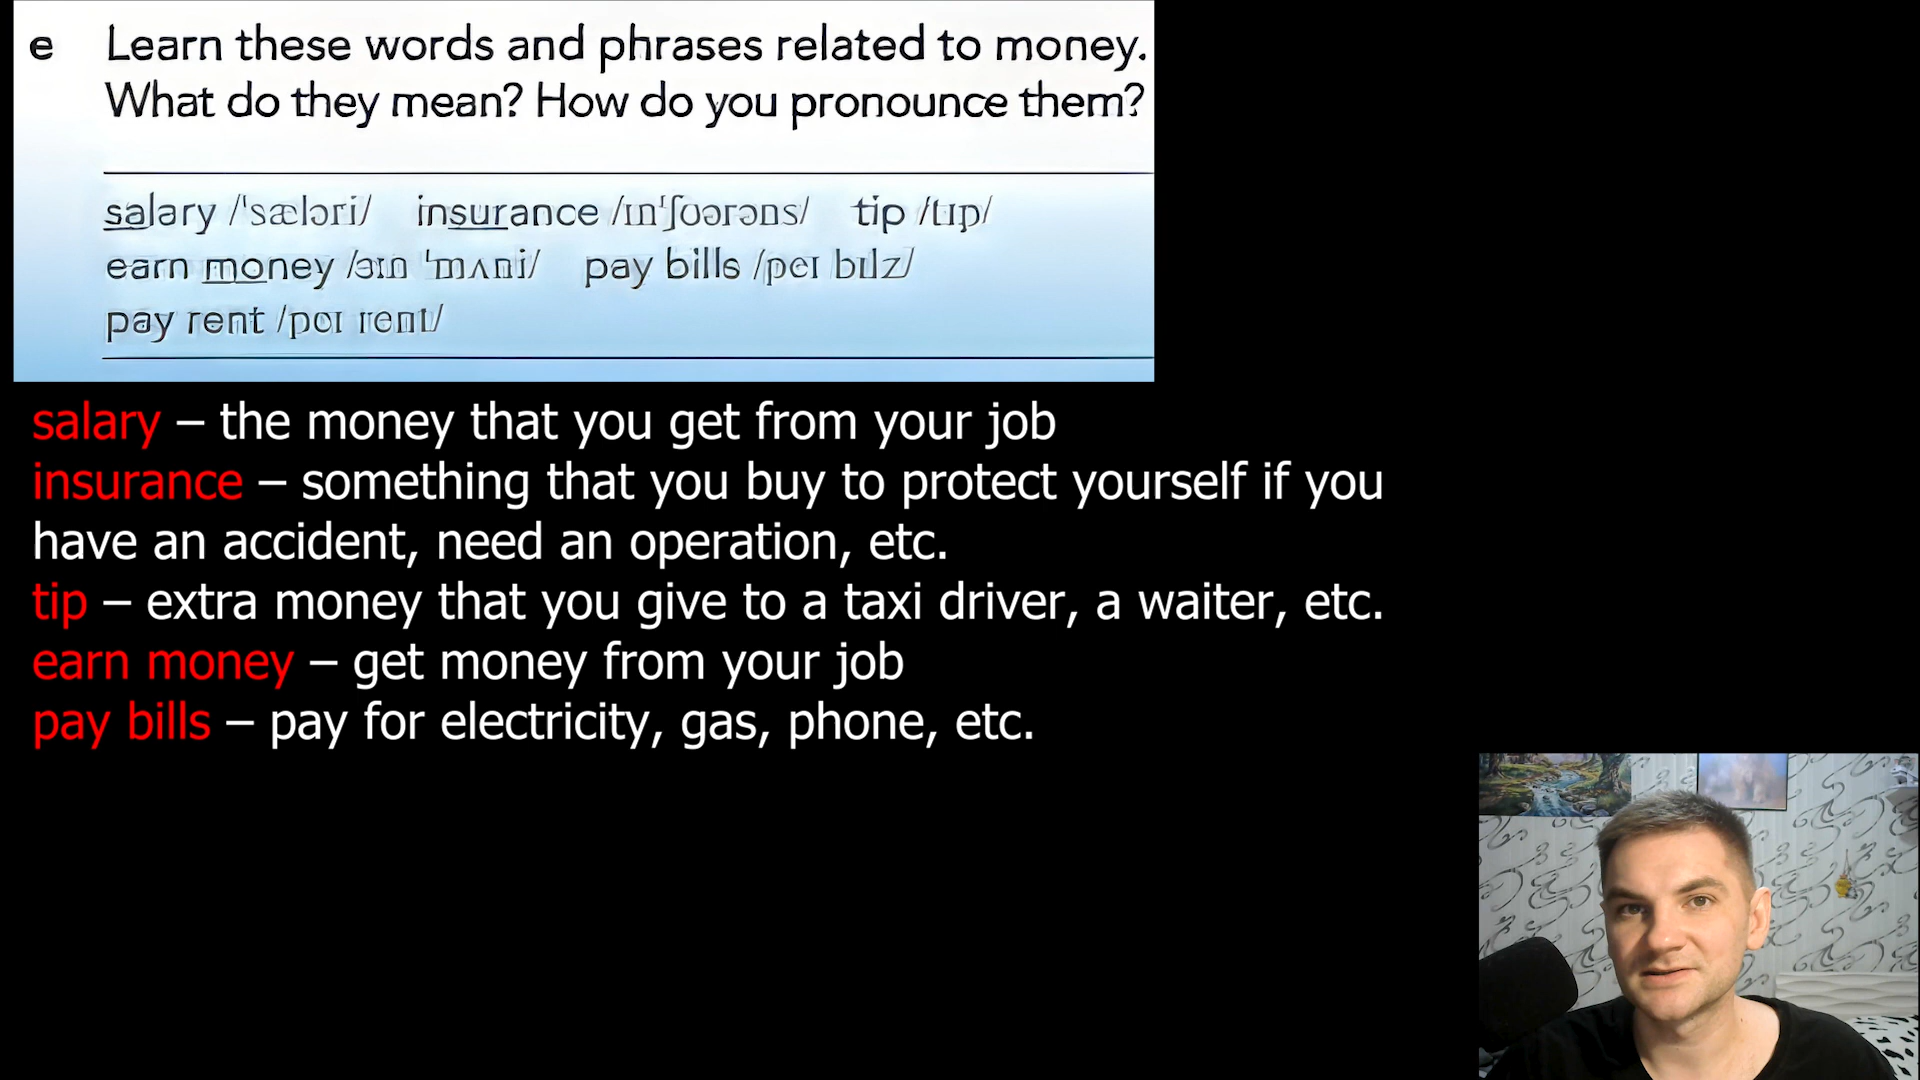 e Learn these words and phrases related to money.
What do they mean? How do you pronounce them?
salary /ˈsæləri/ insurance /ɪnˈʃʊərəns/ tip /tɪp/
earn money /ɜːn ˈmʌni/ pay bills /peɪ bɪlz/
pay rent /peɪ rent/
salary – the money that you get from your job
insurance – something that you buy to protect yourself if you
have an accident, need an operation, etc.
tip – extra money that you give to a taxi driver, a waiter, etc.
earn money – get money from your job
pay bills – pay for electricity, gas, phone, etc.